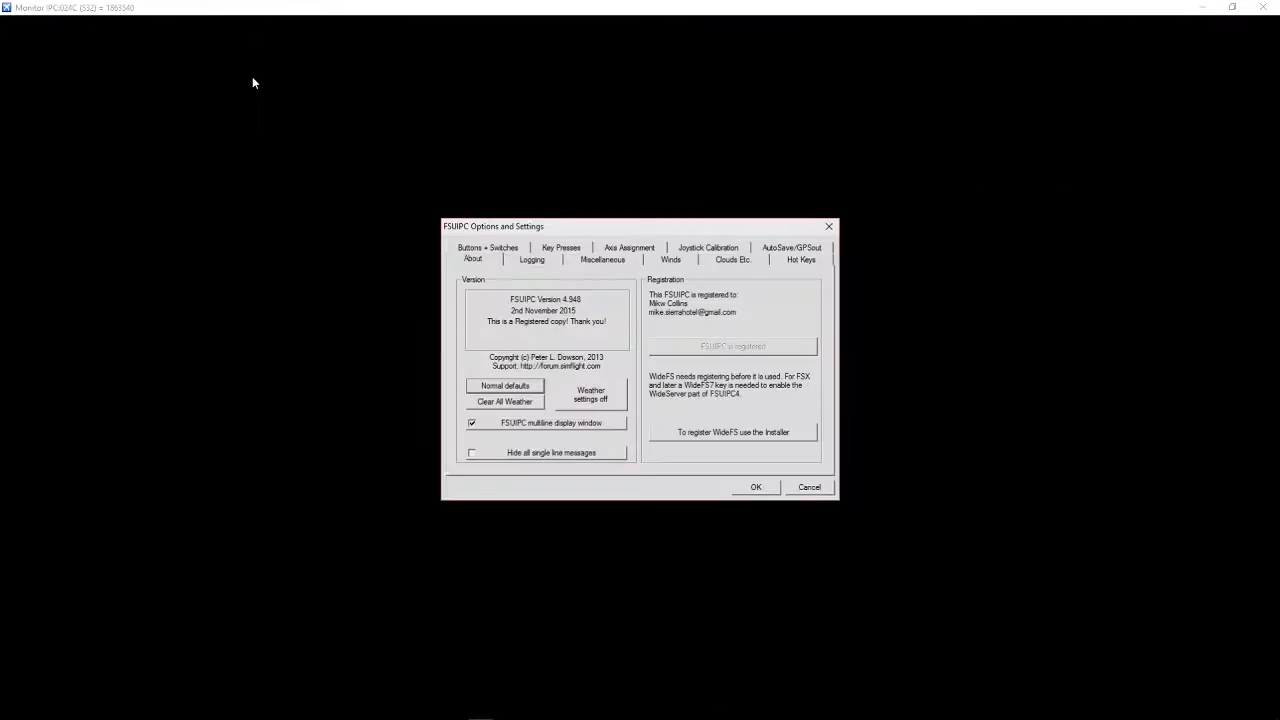 Monitor IPC:024C (S32) = 1863540
FSUIPC Options and Settings
Buttons + Switches
Key Presses
Axis Assignment
Joystick Calibration
AutoSave/GPSout
About
Logging
Miscellaneous
Winds
Clouds Etc.
Hot Keys
Version
FSUIPC Version 4.948
2nd November 2015
This is a Registered copy! Thank you!
Copyright (c) Peter L. Dowson, 2013
Support: http://forum.simflight.com
Normal defaults
Clear All Weather
Weather
settings off
FSUIPC multiline display window
Hide all single line messages
Registration
This FSUIPC is registered to:
Mikw Collins
mike.sierrahotel@gmail.com
FSUIPC is registered
WideFS needs registering before it is used. For FSX
and later a WideFS7 key is needed to enable the
WideServer part of FSUIPC4.
To register WideFS use the Installer
OK
Cancel